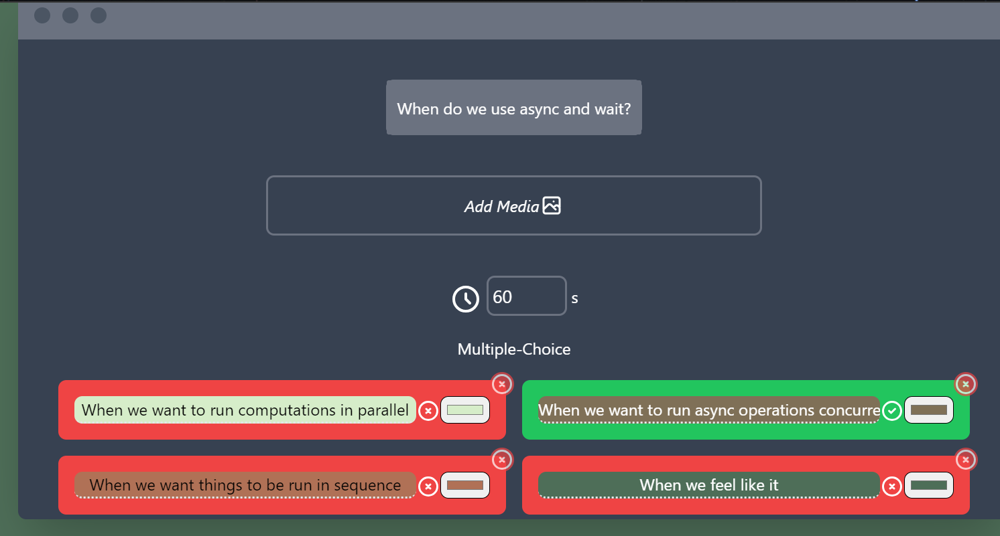 When do we use async and wait?
Add Media
60 s
Multiple-Choice
When we want to run computations in parallel
When we want to run async operations concurre
When we want things to be run in sequence
When we feel like it